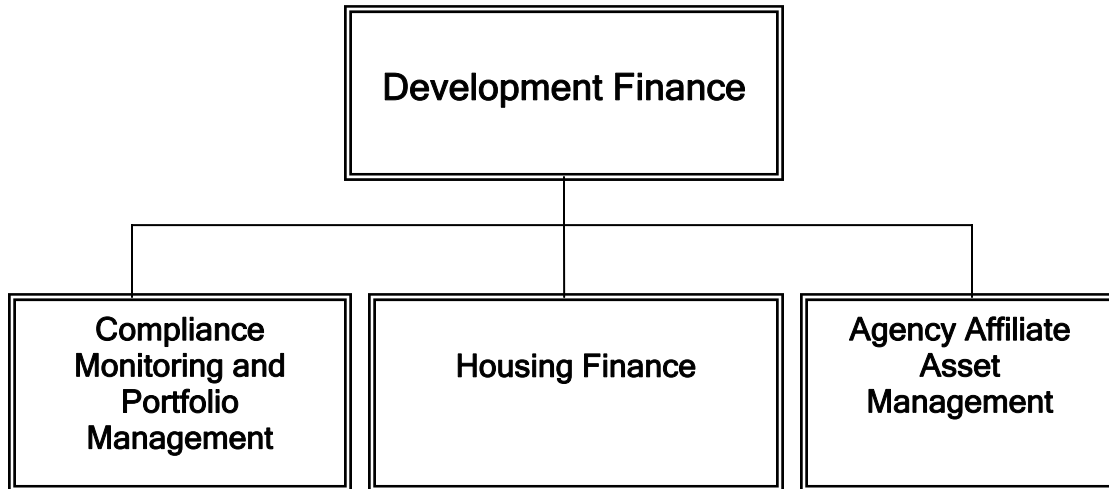 Development Finance
Compliance
Monitoring and
Portfolio
Management
Housing Finance
Agency Affiliate
Asset
Management